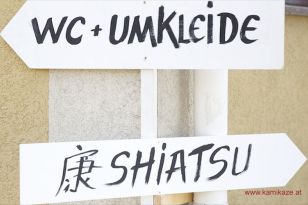 WC + UMKLEIDE
康 SHIATSU
www.kamikaze.at